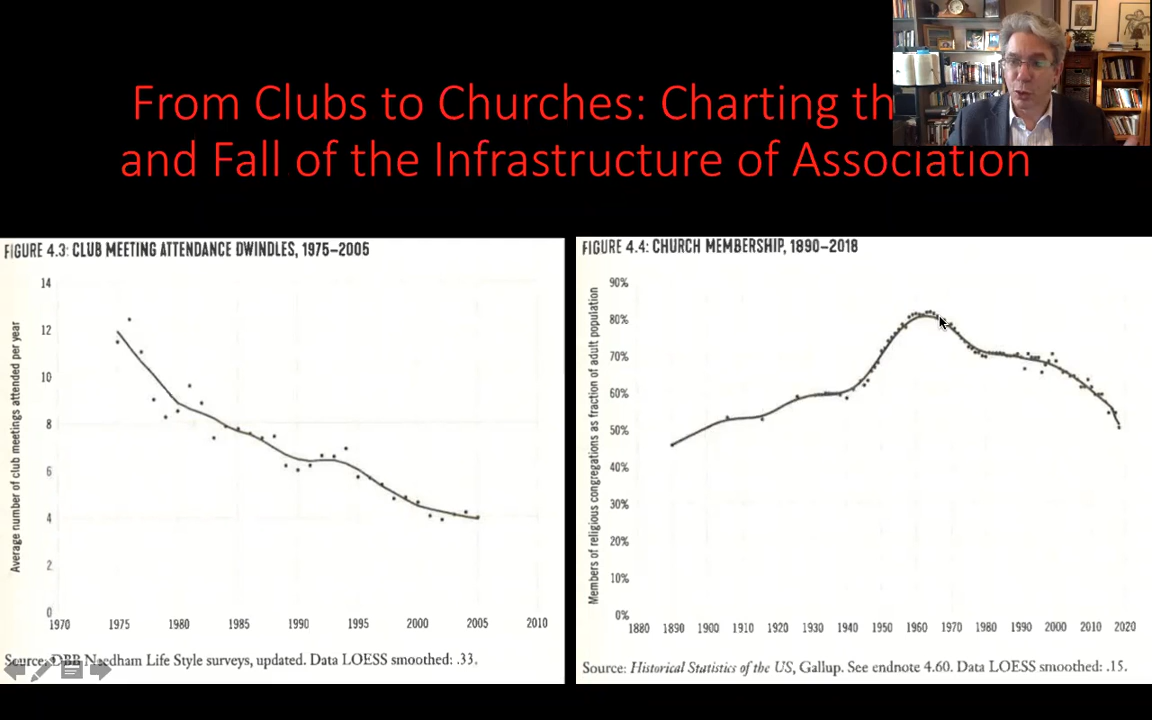 From Clubs to Churches: Charting th
and Fall of the Infrastructure of Association
FIGURE 4.3: CLUB MEETING ATTENDANCE DWINDLES, 1975–2005
Average number of club meetings attended per year
14
12
10
8
6
4
2
0
1970 1975 1980 1985 1990 1995 2000 2005 2010
Source: DBB Needham Life Style surveys, updated. Data LOESS smoothed: .33.
FIGURE 4.4: CHURCH MEMBERSHIP, 1890–2018
Members of religious congregations as fraction of adult population
90%
80%
70%
60%
50%
40%
30%
20%
10%
0%
1880 1890 1900 1910 1920 1930 1940 1950 1960 1970 1980 1990 2000 2010 2020
Source: Historical Statistics of the US, Gallup. See endnote 4.60. Data LOESS smoothed: .15.